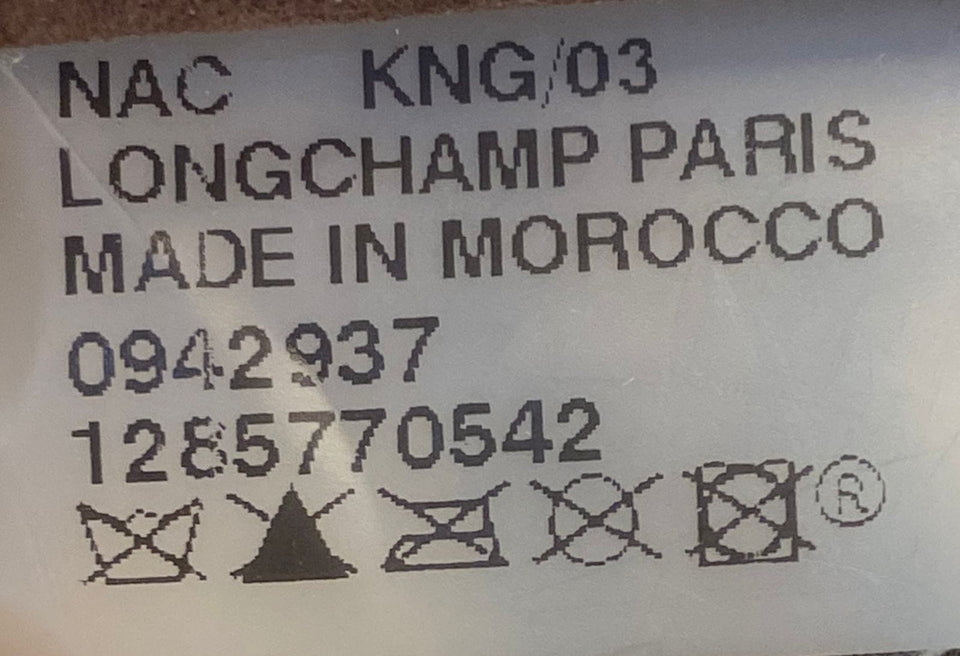 NAC KNG/03
LONGCHAMP PARIS
MADE IN MOROCCO
0942937
1285770542
®